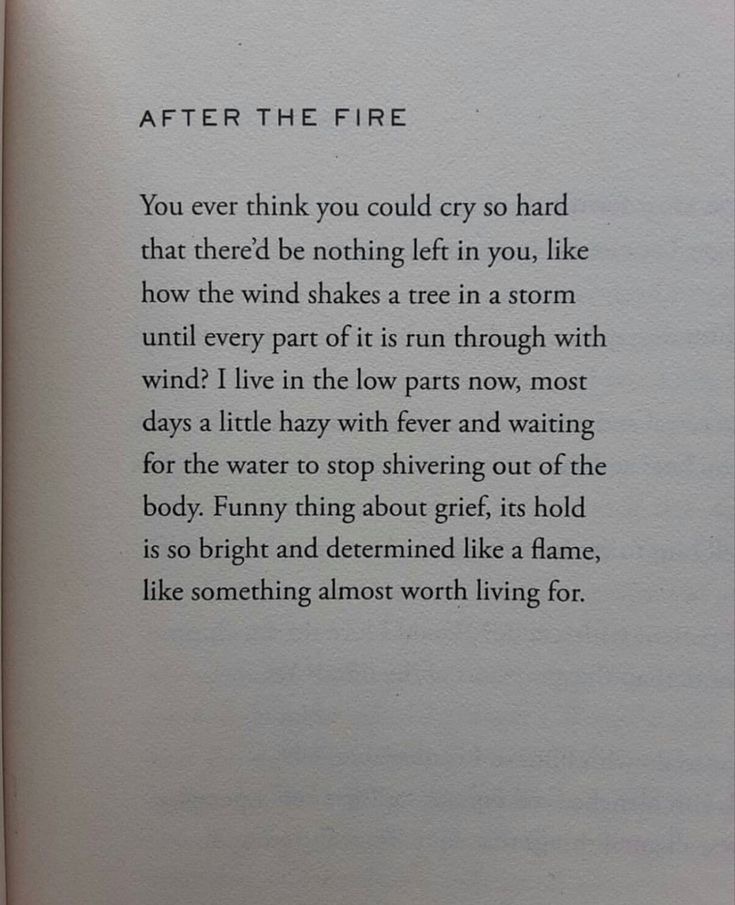 AFTER THE FIRE
You ever think you could cry so hard
that there’d be nothing left in you, like
how the wind shakes a tree in a storm
until every part of it is run through with
wind? I live in the low parts now, most
days a little hazy with fever and waiting
for the water to stop shivering out of the
body. Funny thing about grief, its hold
is so bright and determined like a flame,
like something almost worth living for.